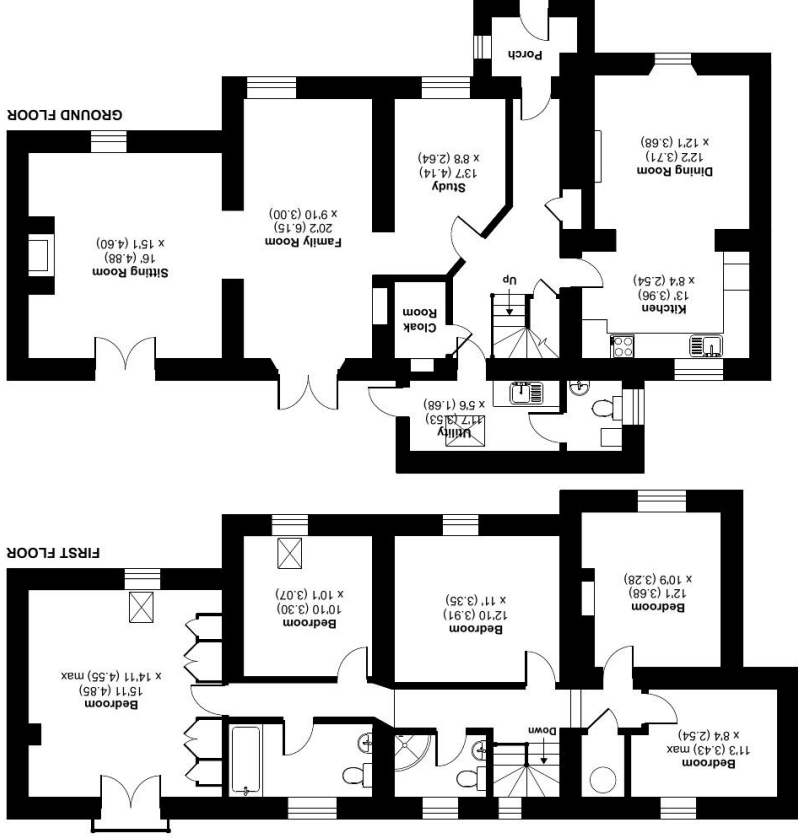 FIRST FLOOR
Bedroom
11'3 (3.43) max
x 8'4 (2.54)
Down
Bedroom
15'11 (4.85)
x 14'11 (4.55) max
Bedroom
12'1 (3.68)
x 10'9 (3.28)
Bedroom
12'10 (3.91)
x 11' (3.35)
Bedroom
10'10 (3.30)
x 10'1 (3.07)
GROUND FLOOR
Utility
11'7 (3.53)
x 5'6 (1.68)
Kitchen
13' (3.96)
x 8'4 (2.54)
Up
Cloak
Room
Sitting Room
16' (4.88)
x 15'1 (4.60)
Family Room
20'2 (6.15)
x 9'10 (3.00)
Study
13'7 (4.14)
x 8'8 (2.64)
Dining Room
12'2 (3.71)
x 12'1 (3.68)
Porch